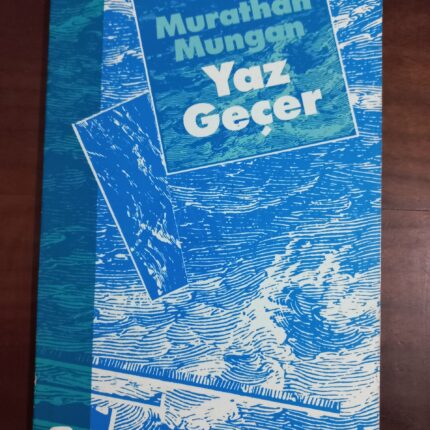 Murathan
Mungan
Yaz
Geçer